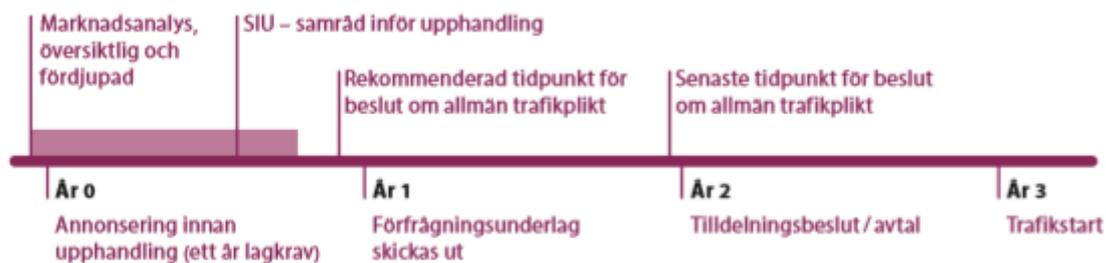 Marknadsanalys,
översiktlig och
fördjupad
SIU – samråd inför upphandling
Rekommenderad tidpunkt för
beslut om allmän trafikplikt
Senaste tidpunkt för beslut
om allmän trafikplikt
År 0
Annonsering innan
upphandling (ett år lagkrav)
År 1
Förfrågningsunderlag
skickas ut
År 2
Tilldelningsbeslut / avtal
År 3
Trafikstart